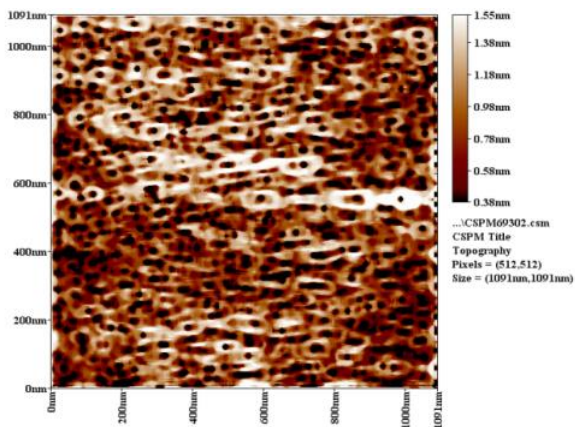 1091nm
1000nm
800nm
600nm
400nm
200nm
0nm
0nm
200nm
400nm
600nm
800nm
1000nm
1091nm
1.55nm
1.38nm
1.18nm
0.98nm
0.78nm
0.58nm
0.38nm
...\CSPM69302.csm
CSPM Title
Topography
Pixels = (512,512)
Size = (1091nm,1091nm)